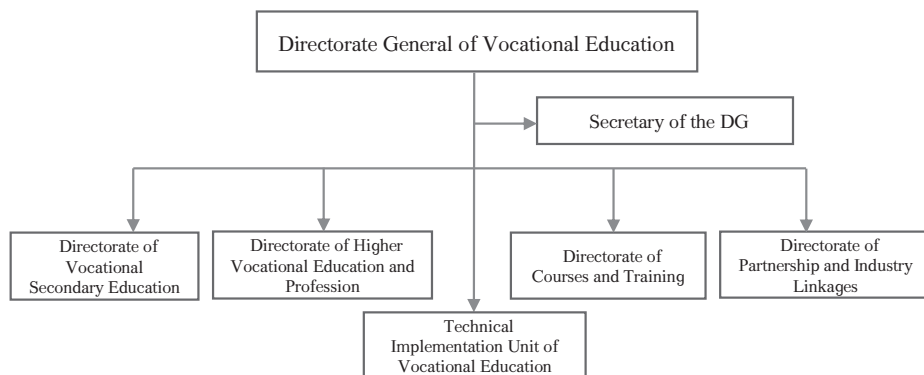 Directorate General of Vocational Education
Secretary of the DG
Directorate of
Vocational
Secondary Education
Directorate of Higher
Vocational Education and
Profession
Directorate of
Courses and Training
Directorate of
Partnership and Industry
Linkages
Technical
Implementation Unit of
Vocational Education